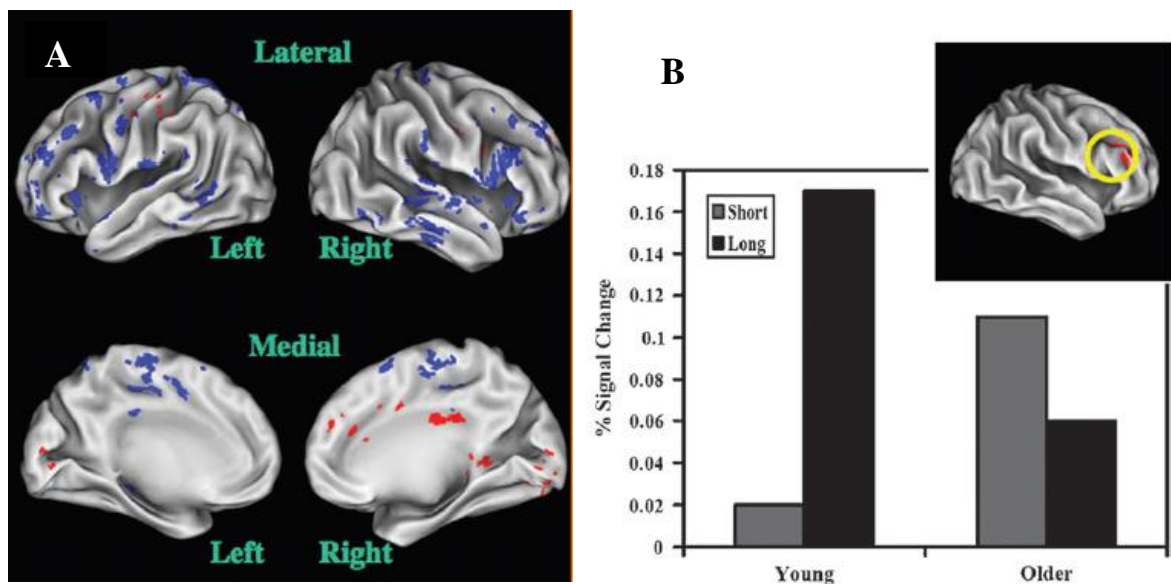 A
Lateral
Left
Right
Medial
Left
Right
B
0.18
0.16
0.14
0.12
0.1
0.08
0.06
0.04
0.02
0
% Signal Change
Short
Long
Young
Older